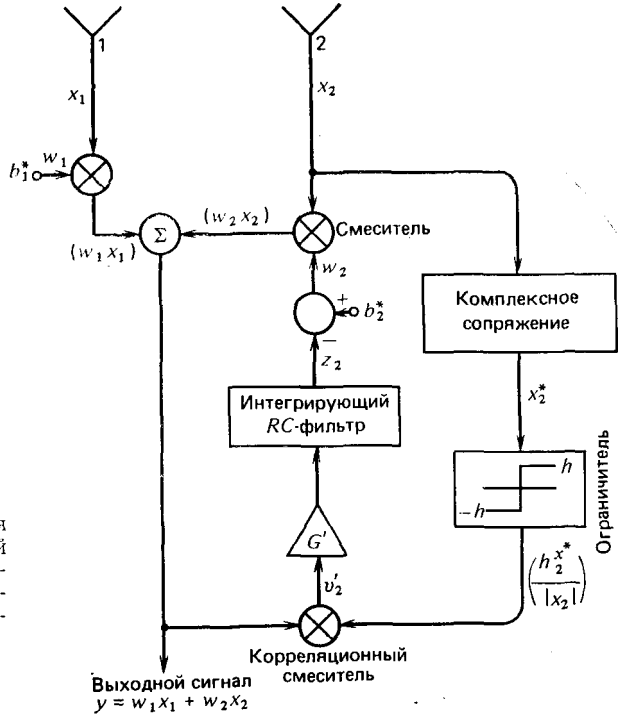 1
2
x₁
x₂
b₁* w₁
(w₁x₁)
Σ
(w₂x₂)
Смеситель
w₂
+
b₂*
−
z₂
Комплексное
сопряжение
x₂*
Интегрирующий
RC-фильтр
h
−h
Ограничитель
G′
v₂′
(h₂x*/|x₂|)
Корреляционный
смеситель
Выходной сигнал
y = w₁x₁ + w₂x₂
я
й
-
-
-